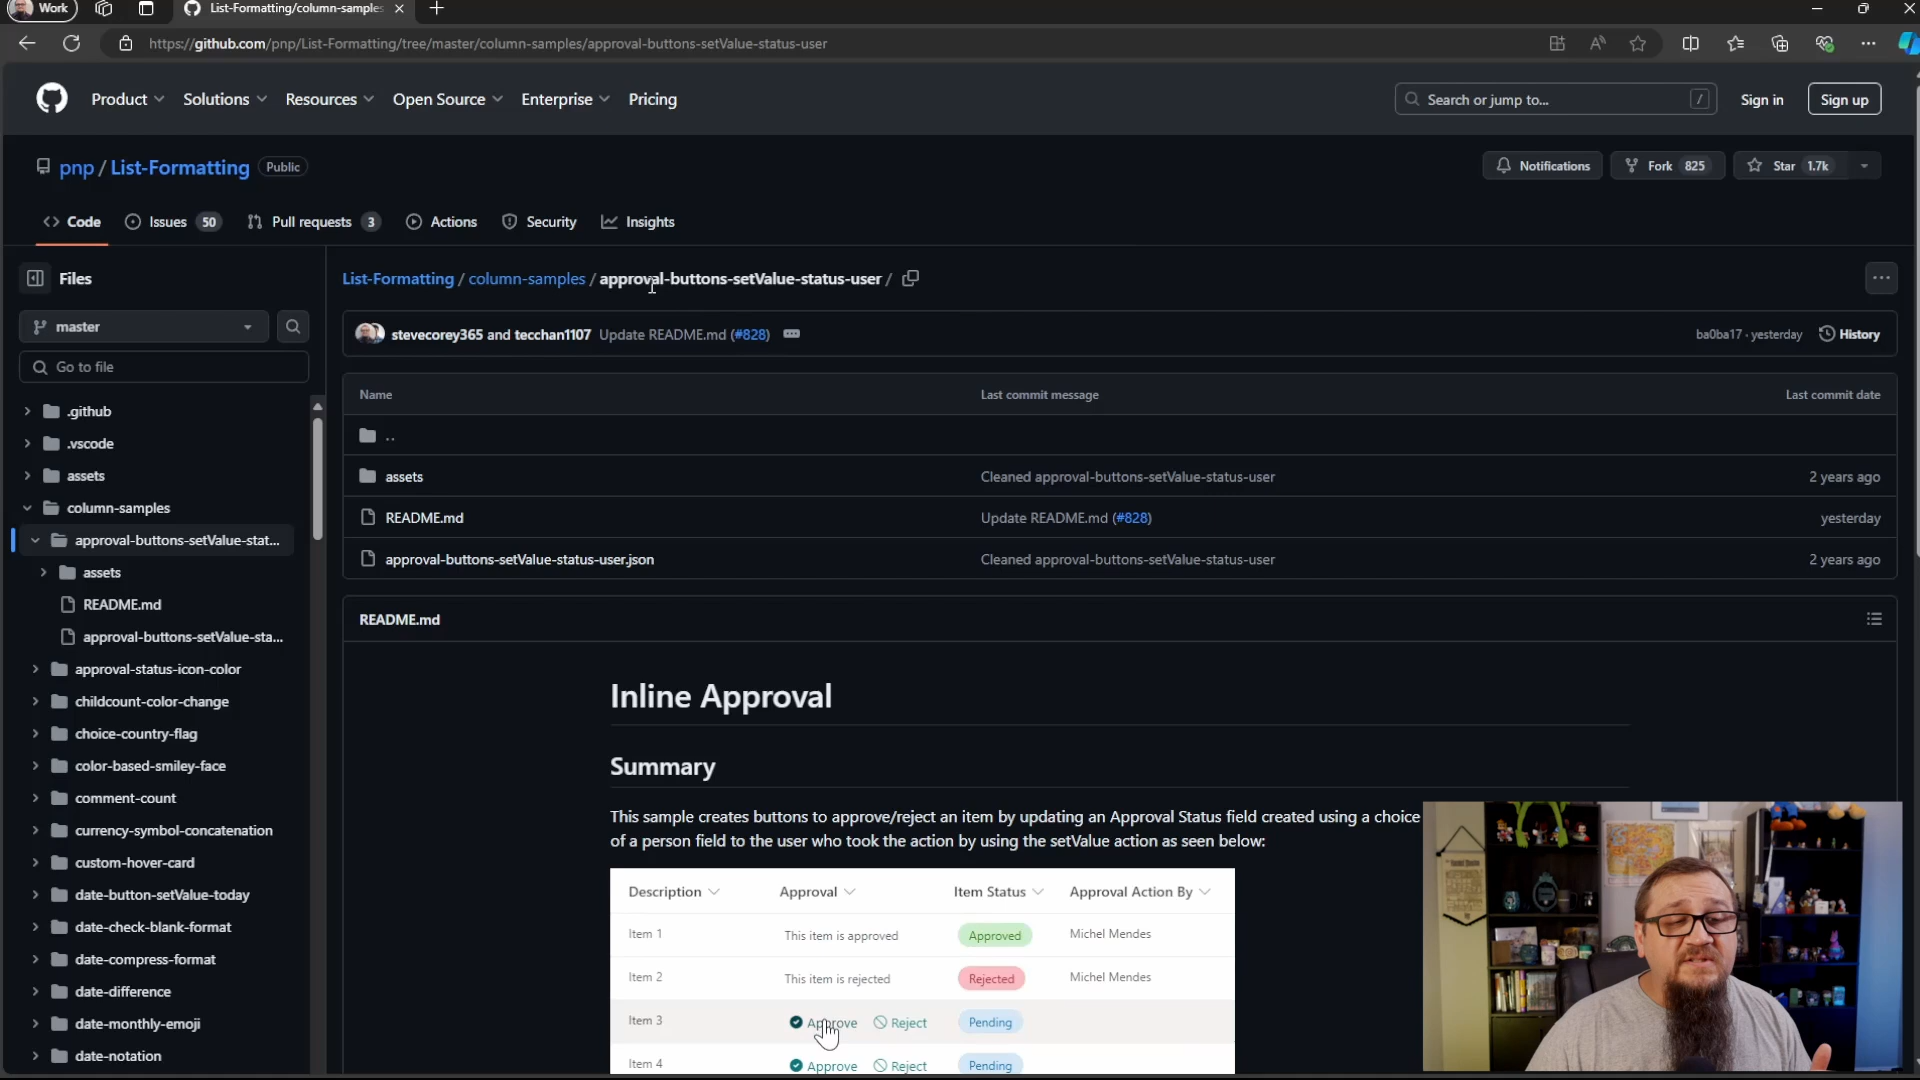 Work
List-Formatting/column-samples
https://github.com/pnp/List-Formatting/tree/master/column-samples/approval-buttons-setValue-status-user
Product Solutions Resources Open Source Enterprise Pricing
Search or jump to... /
Sign in
Sign up
pnp / List-Formatting Public
Notifications
Fork 825
Star 1.7k
Code
Issues 50
Pull requests 3
Actions
Security
Insights
Files
master
Go to file
.github
.vscode
assets
column-samples
approval-buttons-setValue-stat...
assets
README.md
approval-buttons-setValue-sta...
approval-status-icon-color
childcount-color-change
choice-country-flag
color-based-smiley-face
comment-count
currency-symbol-concatenation
custom-hover-card
date-button-setValue-today
date-check-blank-format
date-compress-format
date-difference
date-monthly-emoji
date-notation
List-Formatting / column-samples / approval-buttons-setValue-status-user /
stevecorey365 and tecchan1107 Update README.md (#828)
ba0ba17 · yesterday
History
Name Last commit message Last commit date
..
assets Cleaned approval-buttons-setValue-status-user 2 years ago
README.md Update README.md (#828) yesterday
approval-buttons-setValue-status-user.json Cleaned approval-buttons-setValue-status-user 2 years ago
README.md
Inline Approval
Summary
This sample creates buttons to approve/reject an item by updating an Approval Status field created using a choice
of a person field to the user who took the action by using the setValue action as seen below:
Description Approval Item Status Approval Action By
Item 1 This item is approved Approved Michel Mendes
Item 2 This item is rejected Rejected Michel Mendes
Item 3 Approve Reject Pending
Item 4 Approve Reject Pending